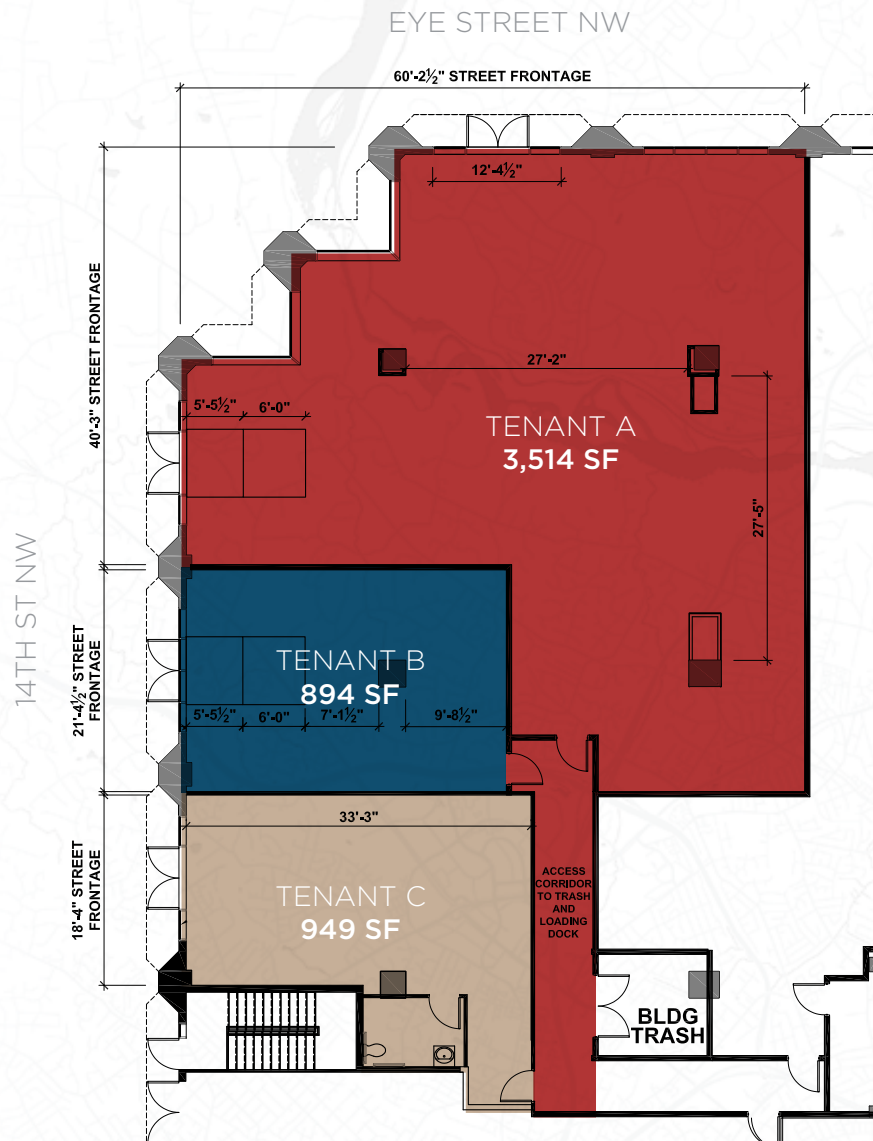 EYE STREET NW
60'-2½" STREET FRONTAGE
12'-4½"
40'-3" STREET FRONTAGE
27'-2"
5'-5½"
6'-0"
TENANT A
3,514 SF
27'-5"
14TH ST NW
21'-4½" STREET
FRONTAGE
TENANT B
894 SF
5'-5½"
6'-0"
7'-1½"
9'-8½"
33'-3"
18'-4" STREET
FRONTAGE
TENANT C
949 SF
ACCESS
CORRIDOR
TO TRASH
AND
LOADING
DOCK
BLDG
TRASH